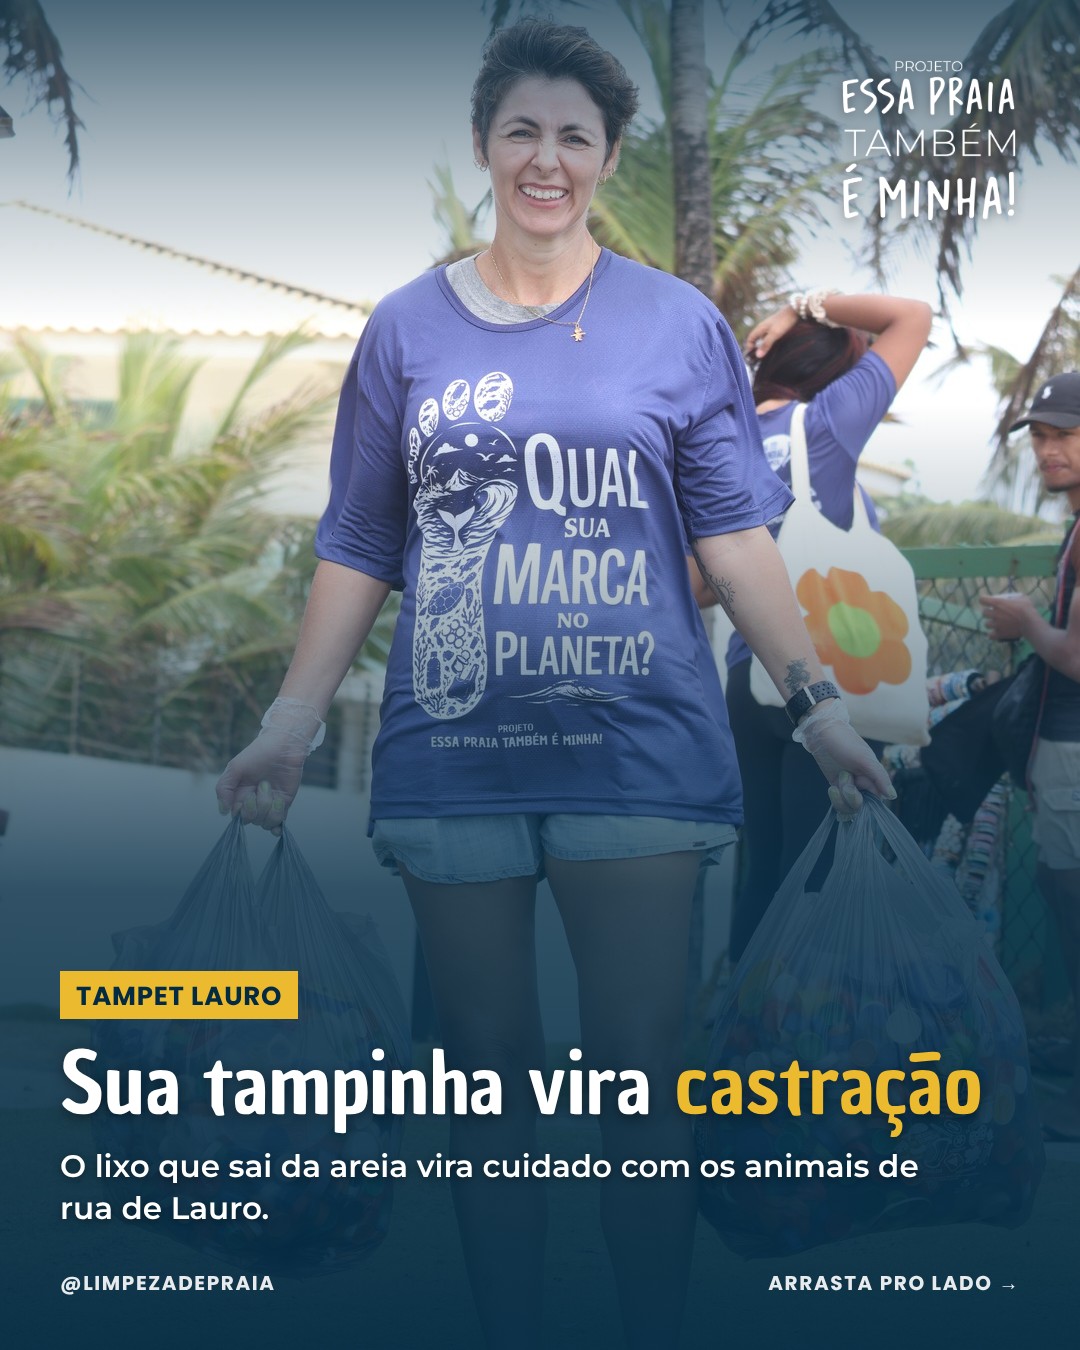 PROJETO
ESSA PRAIA
TAMBÉM
É MINHA!
QUAL
SUA
MARCA
NO
PLANETA?
PROJETO
ESSA PRAIA TAMBÉM É MINHA!
TAMPET LAURO
Sua tampinha vira castração
O lixo que sai da areia vira cuidado com os animais de
rua de Lauro.
@LIMPEZADEPRAIA
ARRASTA PRO LADO →